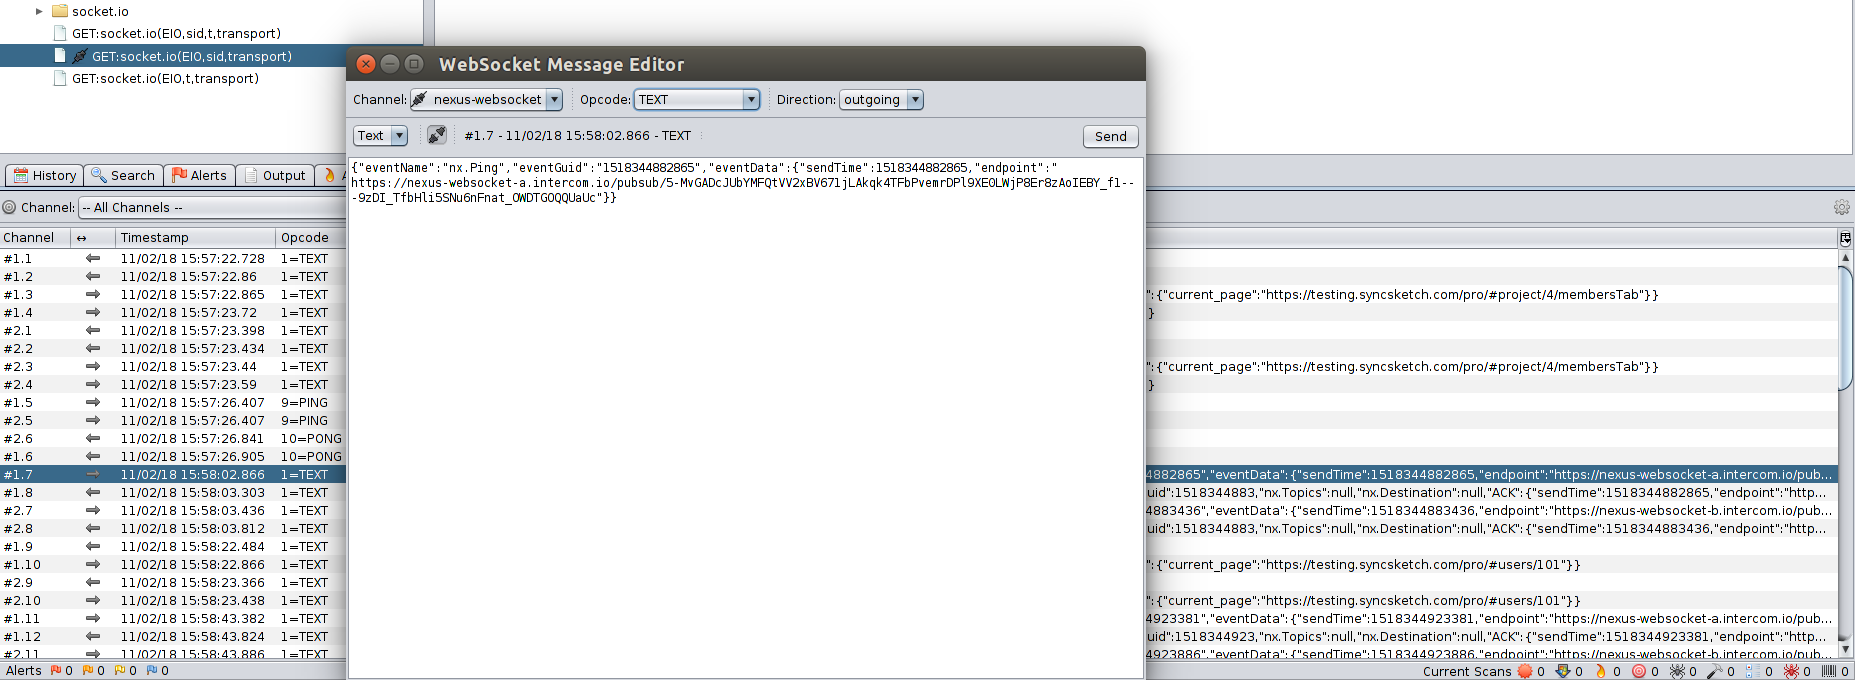 socket.io
GET:socket.io(EIO,sid,t,transport)
GET:socket.io(EIO,sid,transport)
GET:socket.io(EIO,t,transport)
WebSocket Message Editor
Channel: nexus-websocket Opcode: TEXT Direction: outgoing
Text #1.7 - 11/02/18 15:58:02.866 - TEXT Send
{"eventName":"nx.Ping","eventGuid":"1518344882865","eventData":{"sendTime":1518344882865,"endpoint":"
https://nexus-websocket-a.intercom.io/pubsub/5-MvGADcJUbYMFQtVV2xBV671jLAkqk4TFbPvemrDPl9XE0LWjP8Er8zAoIEBY_f1--
-9zDI_TfbHli5SNu6nFnat_OWDTGOQQUaUc"}}
History Search Alerts Output A
Channel: -- All Channels --
Channel ↔ Timestamp Opcode
#1.1 11/02/18 15:57:22.728 1=TEXT
#1.2 11/02/18 15:57:22.86 1=TEXT
#1.3 11/02/18 15:57:22.865 1=TEXT ":{"current_page":"https://testing.syncsketch.com/pro/#project/4/membersTab"}}
#1.4 11/02/18 15:57:23.72 1=TEXT }
#2.1 11/02/18 15:57:23.398 1=TEXT
#2.2 11/02/18 15:57:23.434 1=TEXT
#2.3 11/02/18 15:57:23.44 1=TEXT ":{"current_page":"https://testing.syncsketch.com/pro/#project/4/membersTab"}}
#2.4 11/02/18 15:57:23.59 1=TEXT }
#1.5 11/02/18 15:57:26.407 9=PING
#2.5 11/02/18 15:57:26.407 9=PING
#2.6 11/02/18 15:57:26.841 10=PONG
#1.6 11/02/18 15:57:26.905 10=PONG
#1.7 11/02/18 15:58:02.866 1=TEXT 4882865","eventData":{"sendTime":1518344882865,"endpoint":"https://nexus-websocket-a.intercom.io/pub...
#1.8 11/02/18 15:58:03.303 1=TEXT uid":1518344883,"nx.Topics":null,"nx.Destination":null,"ACK":{"sendTime":1518344882865,"endpoint":"http...
#2.7 11/02/18 15:58:03.436 1=TEXT 4883436","eventData":{"sendTime":1518344883436,"endpoint":"https://nexus-websocket-b.intercom.io/pub...
#2.8 11/02/18 15:58:03.812 1=TEXT uid":1518344883,"nx.Topics":null,"nx.Destination":null,"ACK":{"sendTime":1518344883436,"endpoint":"http...
#1.9 11/02/18 15:58:22.484 1=TEXT
#1.10 11/02/18 15:58:22.866 1=TEXT ":{"current_page":"https://testing.syncsketch.com/pro/#users/101"}}
#2.9 11/02/18 15:58:23.366 1=TEXT
#2.10 11/02/18 15:58:23.438 1=TEXT ":{"current_page":"https://testing.syncsketch.com/pro/#users/101"}}
#1.11 11/02/18 15:58:43.382 1=TEXT 4923381","eventData":{"sendTime":1518344923381,"endpoint":"https://nexus-websocket-a.intercom.io/pub...
#1.12 11/02/18 15:58:43.824 1=TEXT uid":1518344923,"nx.Topics":null,"nx.Destination":null,"ACK":{"sendTime":1518344923381,"endpoint":"http...
#2.11 11/02/18 15:58:43.886 1=TEXT 4923886","eventData":{"sendTime":1518344923886,"endpoint":"https://nexus-websocket-b.intercom.io/pub...
Alerts 0 0 0 0 Current Scans 0 0 0 0 0 0 0 0 0